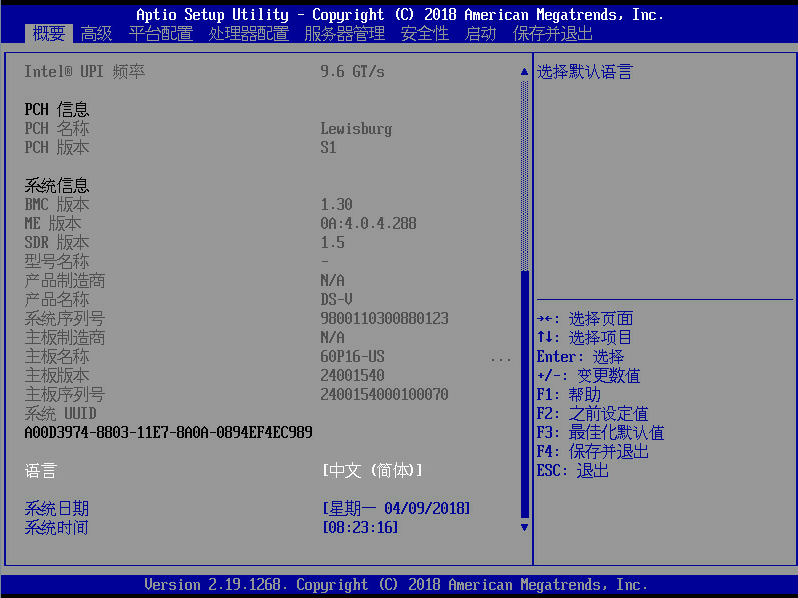 Aptio Setup Utility - Copyright (C) 2018 American Megatrends, Inc.
概要 高级 平台配置 处理器配置 服务器管理 安全性 启动 保存并退出
Intel® UPI 频率 9.6 GT/s
PCH 信息
PCH 名称 Lewisburg
PCH 版本 S1
系统信息
BMC 版本 1.30
ME 版本 0A:4.0.4.288
SDR 版本 1.5
型号名称 -
产品制造商 N/A
产品名称 DS-V
系统序列号 9800110300880123
主板制造商 N/A
主板名称 60P16-US ...
主板版本 24001540
主板序列号 2400154000100070
系统 UUID
A00D3974-8803-11E7-8A0A-0894EF4EC989
语言 [中文 (简体)]
系统日期 [星期一 04/09/2018]
系统时间 [08:23:16]
选择默认语言
→←: 选择页面
↑↓: 选择项目
Enter: 选择
+/-: 变更数值
F1: 帮助
F2: 之前设定值
F3: 最佳化默认值
F4: 保存并退出
ESC: 退出
Version 2.19.1268. Copyright (C) 2018 American Megatrends, Inc.